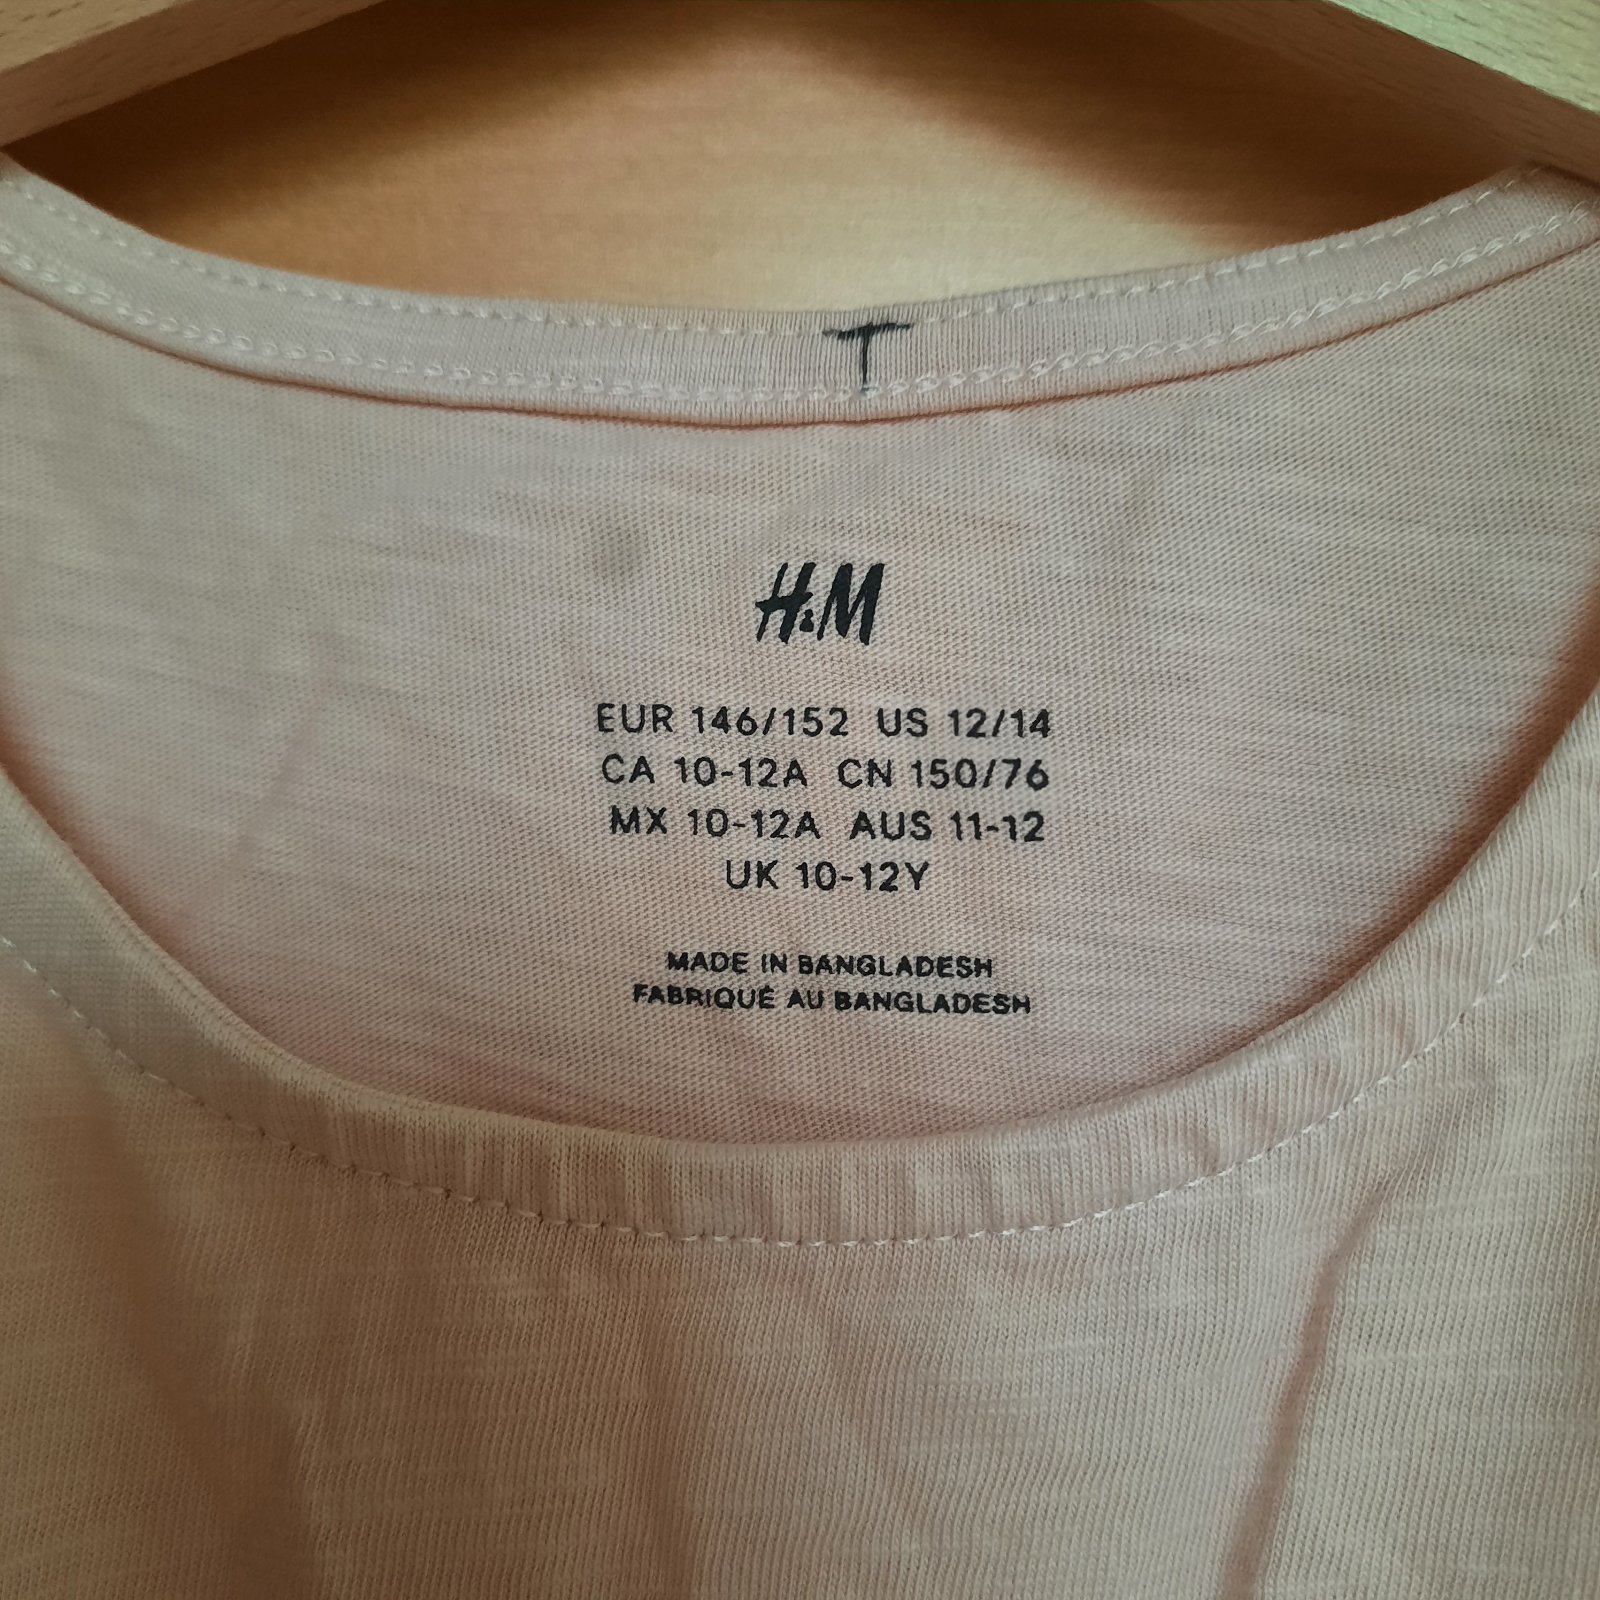 T
H&M
EUR 146/152 US 12/14
CA 10-12A CN 150/76
MX 10-12A AUS 11-12
UK 10-12Y
MADE IN BANGLADESH
FABRIQUÉ AU BANGLADESH